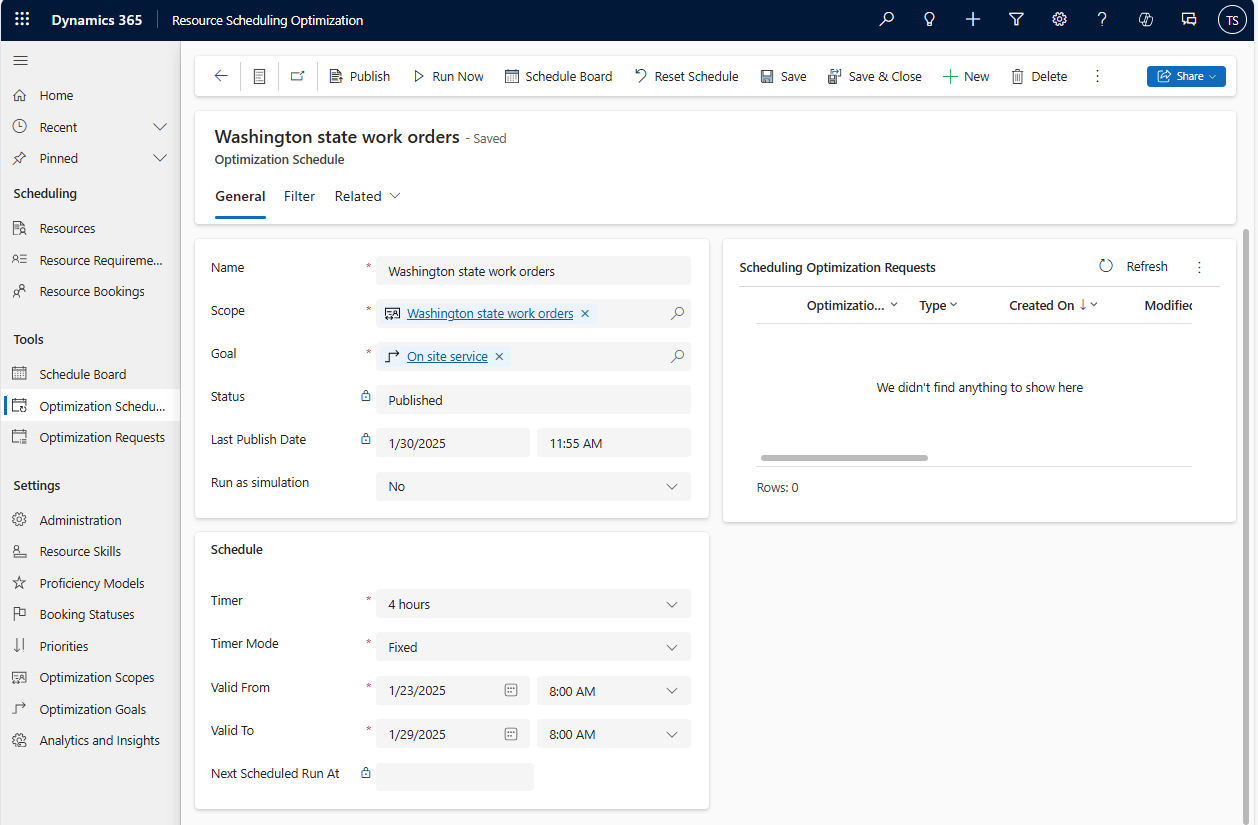 Dynamics 365 Resource Scheduling Optimization TS
Home
Recent
Pinned
Scheduling
Resources
Resource Requireme...
Resource Bookings
Tools
Schedule Board
Optimization Schedu...
Optimization Requests
Settings
Administration
Resource Skills
Proficiency Models
Booking Statuses
Priorities
Optimization Scopes
Optimization Goals
Analytics and Insights
Publish Run Now Schedule Board Reset Schedule Save Save & Close New Delete Share
Washington state work orders - Saved
Optimization Schedule
General Filter Related
Name * Washington state work orders
Scope * Washington state work orders
Goal * On site service
Status Published
Last Publish Date 1/30/2025 11:55 AM
Run as simulation No
Schedule
Timer * 4 hours
Timer Mode * Fixed
Valid From * 1/23/2025 8:00 AM
Valid To * 1/29/2025 8:00 AM
Next Scheduled Run At
Scheduling Optimization Requests Refresh
Optimizatio... Type Created On Modified
We didn't find anything to show here
Rows: 0